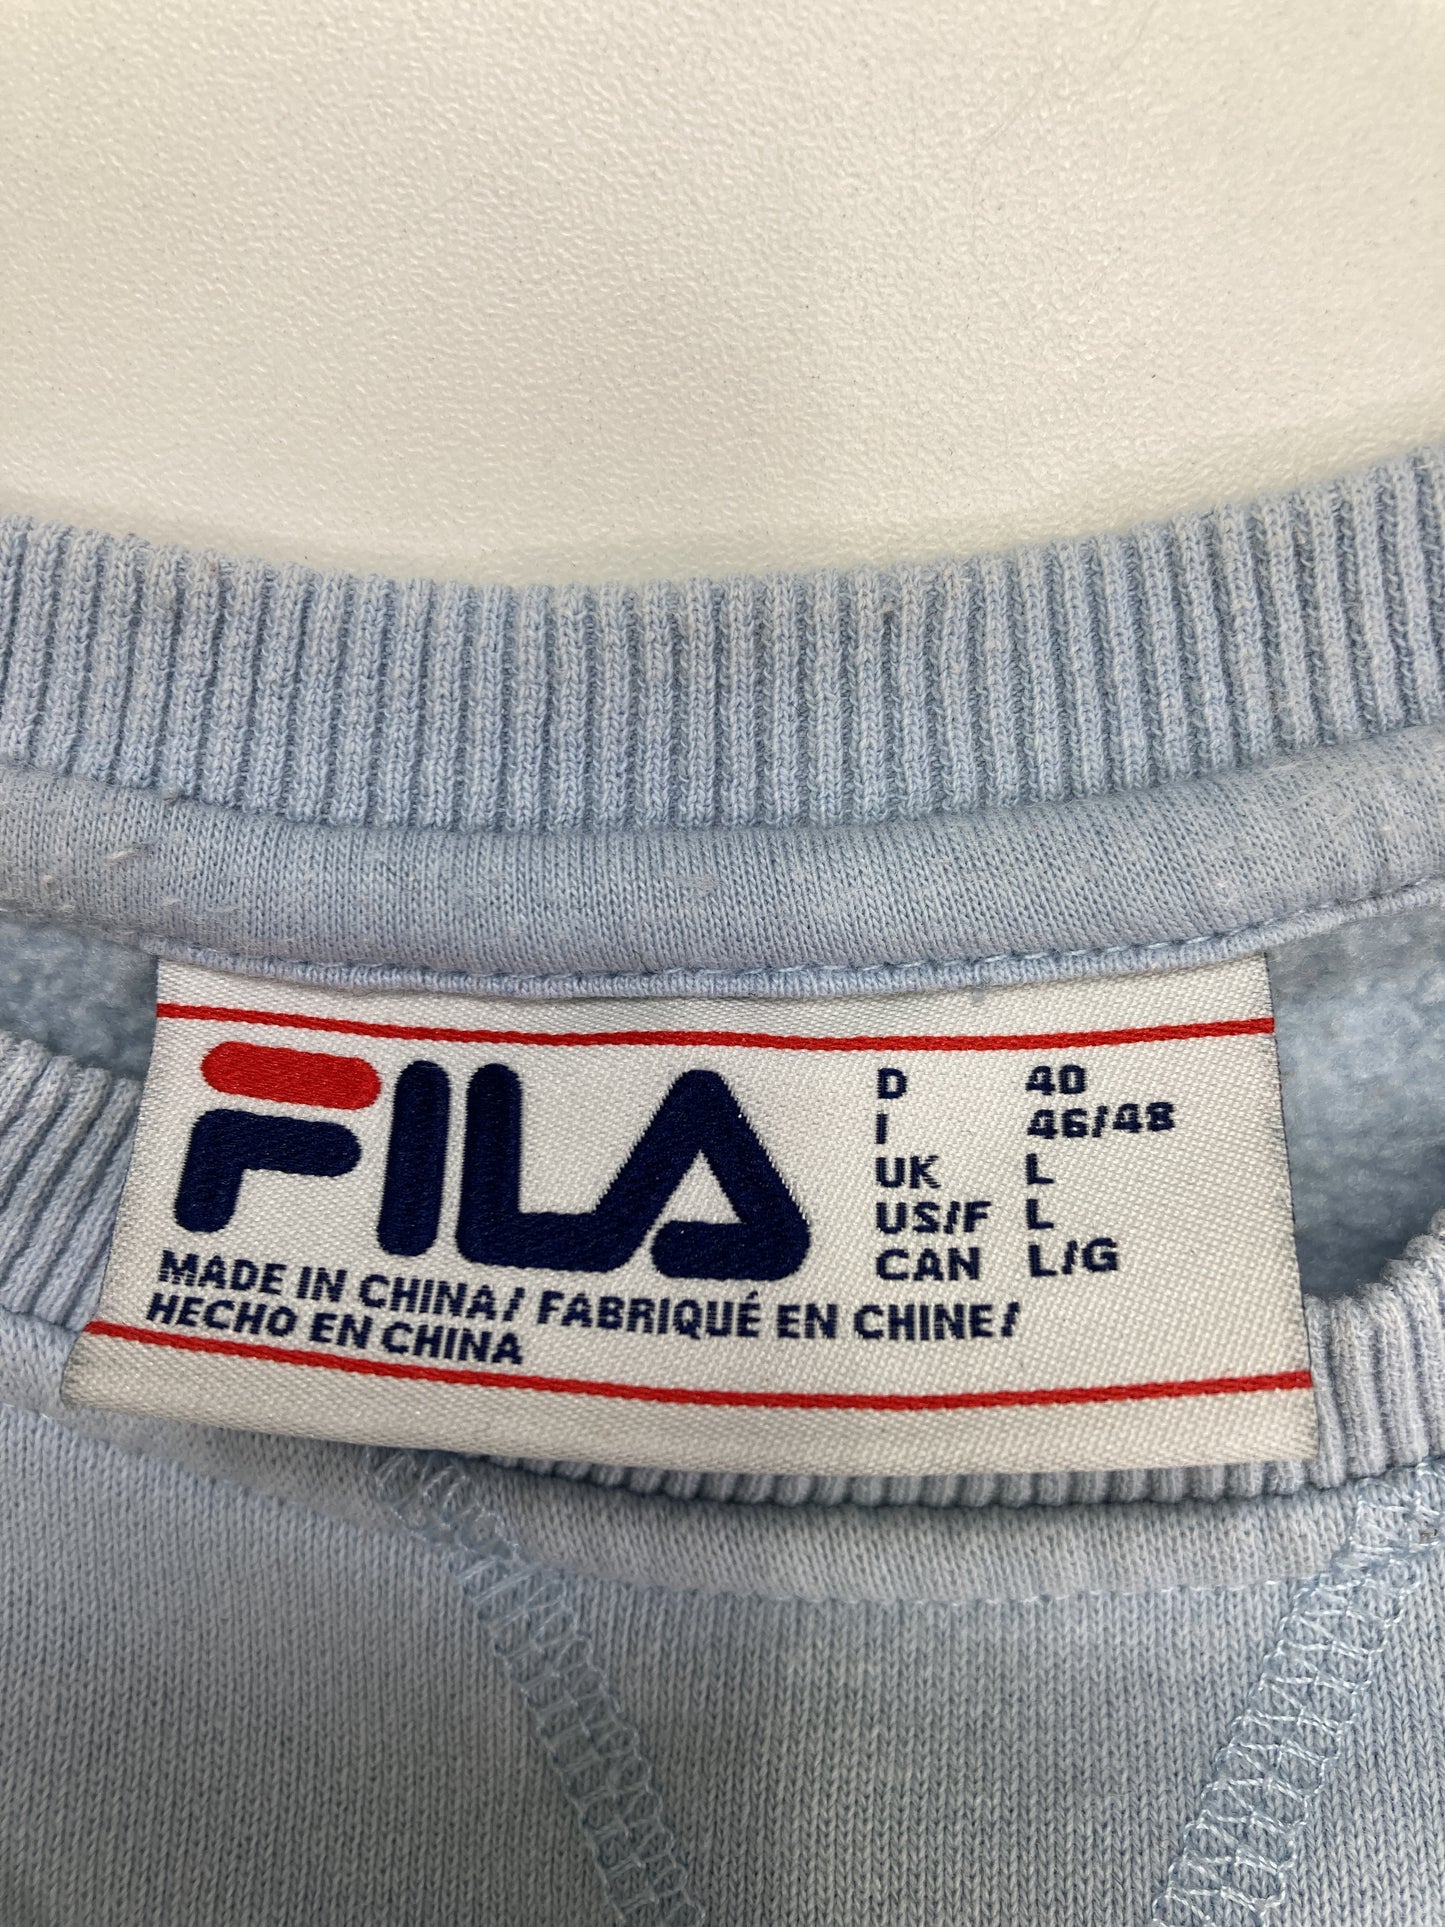 FILA
D 40
I 46/48
UK L
US/F L
CAN L/G
MADE IN CHINA/ FABRIQUÉ EN CHINE/
HECHO EN CHINA